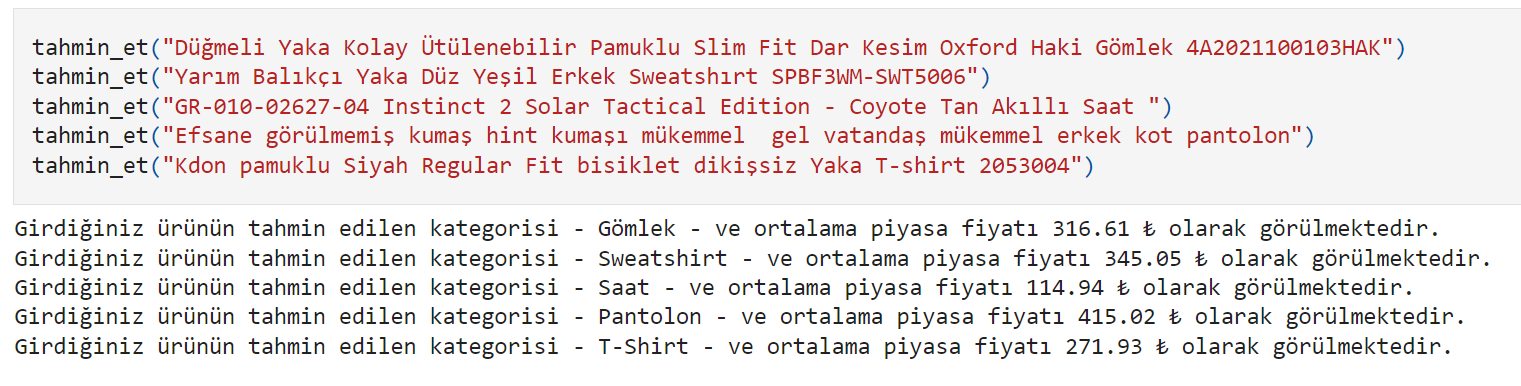 tahmin_et("Düğmeli Yaka Kolay Ütülenebilir Pamuklu Slim Fit Dar Kesim Oxford Haki Gömlek 4A2021100103HAK")
tahmin_et("Yarım Balıkçı Yaka Düz Yeşil Erkek Sweatshırt SPBF3WM-SWT5006")
tahmin_et("GR-010-02627-04 Instinct 2 Solar Tactical Edition - Coyote Tan Akıllı Saat ")
tahmin_et("Efsane görülmemiş kumaş hint kumaşı mükemmel  gel vatandaş mükemmel erkek kot pantolon")
tahmin_et("Kdon pamuklu Siyah Regular Fit bisiklet dikişsiz Yaka T-shirt 2053004")
Girdiğiniz ürünün tahmin edilen kategorisi - Gömlek - ve ortalama piyasa fiyatı 316.61 ₺ olarak görülmektedir.
Girdiğiniz ürünün tahmin edilen kategorisi - Sweatshirt - ve ortalama piyasa fiyatı 345.05 ₺ olarak görülmektedir.
Girdiğiniz ürünün tahmin edilen kategorisi - Saat - ve ortalama piyasa fiyatı 114.94 ₺ olarak görülmektedir.
Girdiğiniz ürünün tahmin edilen kategorisi - Pantolon - ve ortalama piyasa fiyatı 415.02 ₺ olarak görülmektedir.
Girdiğiniz ürünün tahmin edilen kategorisi - T-Shirt - ve ortalama piyasa fiyatı 271.93 ₺ olarak görülmektedir.